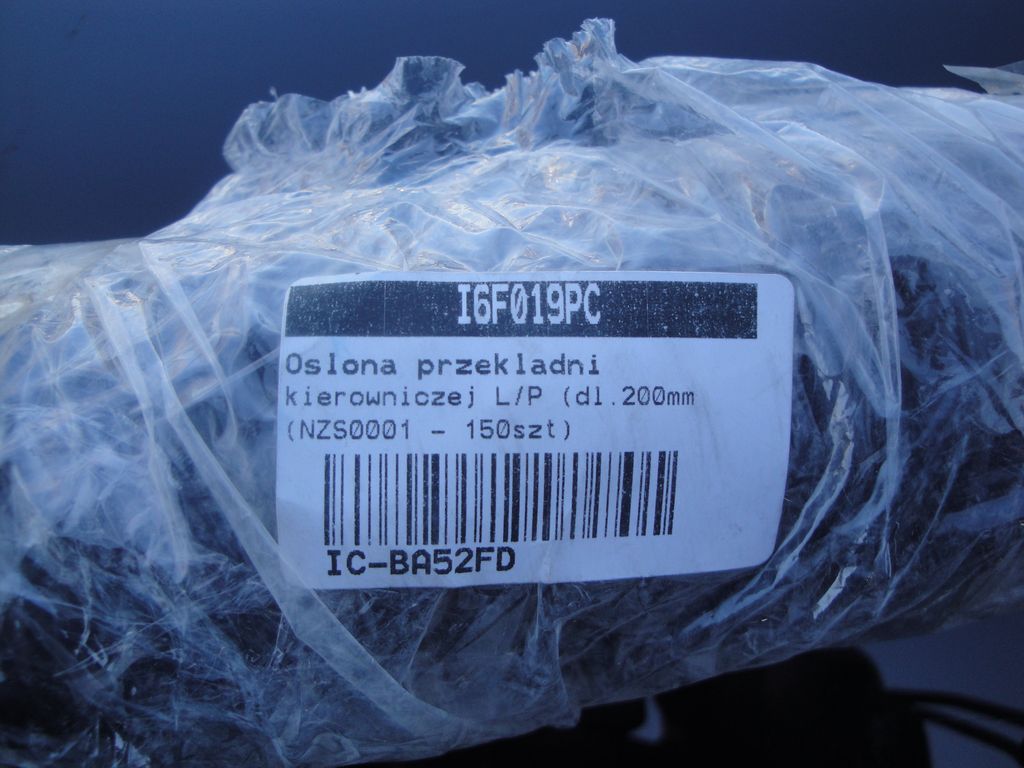 I6F019PC
Oslona przekladni
kierowniczej L/P (dl.200mm
(NZS0001 - 150szt)
IC-BA52FD